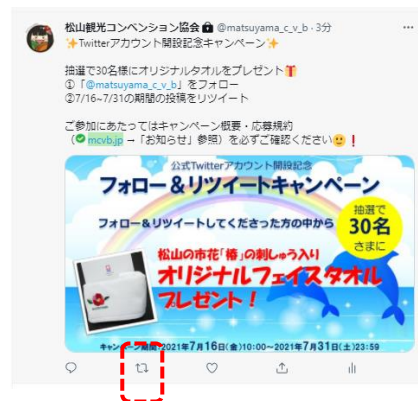 松山観光コンベンション協会 @matsuyama_c_v_b・3分
✨Twitterアカウント開設記念キャンペーン✨
抽選で30名様にオリジナルタオルをプレゼント🎁
①「@matsuyama_c_v_b」をフォロー
②7/16~7/31の期間の投稿をリツイート
ご参加にあたってはキャンペーン概要・応募規約
（mcvb.jp →「お知らせ」参照）を必ずご確認ください🙂❗
公式Twitterアカウント開設記念
フォロー&リツイートキャンペーン
フォロー&リツイートしてくださった方の中から
抽選で
30名
さまに
松山の市花「椿」の刺しゅう入り
オリジナルフェイスタオル
プレゼント！
キャンペーン期間:2021年7月16日(金)10:00~2021年7月31日(土)23:59